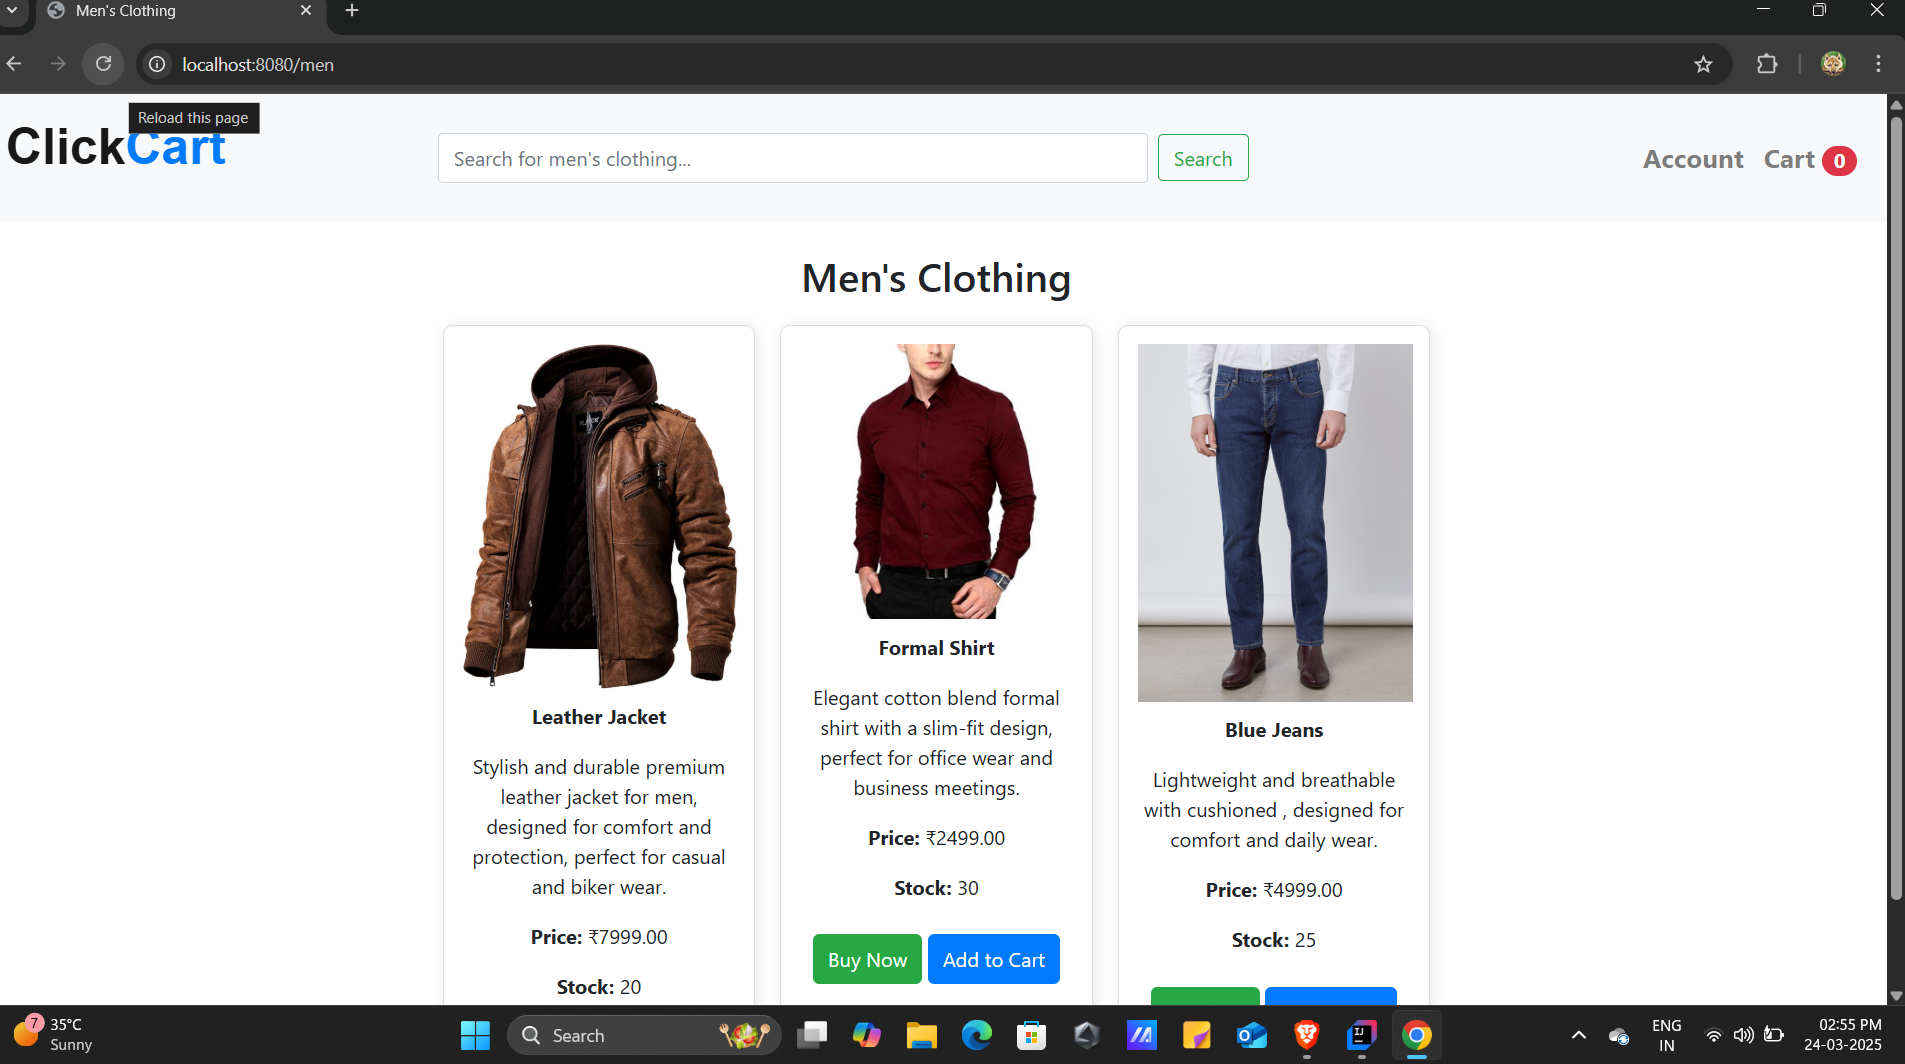 Men's Clothing
localhost:8080/men
Reload this page
ClickCart
Search for men's clothing...
Search
Account
Cart 0
Men's Clothing
Leather Jacket
Stylish and durable premium
leather jacket for men,
designed for comfort and
protection, perfect for casual
and biker wear.
Price: ₹7999.00
Stock: 20
Formal Shirt
Elegant cotton blend formal
shirt with a slim-fit design,
perfect for office wear and
business meetings.
Price: ₹2499.00
Stock: 30
Buy Now
Add to Cart
Blue Jeans
Lightweight and breathable
with cushioned , designed for
comfort and daily wear.
Price: ₹4999.00
Stock: 25
7
35°C
Sunny
Search
ENG
IN
02:55 PM
24-03-2025